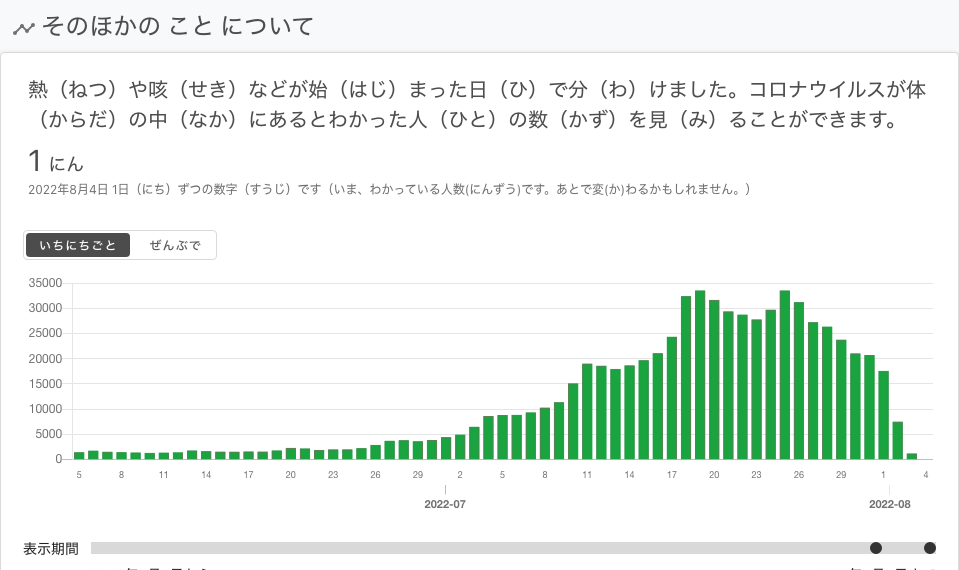 そのほかの こと について
熱（ねつ）や咳（せき）などが始（はじ）まった日（ひ）で分（わ）けました。コロナウイルスが体
（からだ）の中（なか）にあるとわかった人（ひと）の数（かず）を見（み）ることができます。
1 にん
2022年8月4日 1日（にち）ずつの数字（すうじ）です（いま、わかっている人数(にんずう)です。あとで変(か)わるかもしれません。）
いちにちごと ぜんぶで
35000
30000
25000
20000
15000
10000
5000
0
5 8 11 14 17 20 23 26 29 2 5 8 11 14 17 20 23 26 29 1 4
2022-07 2022-08
表示期間